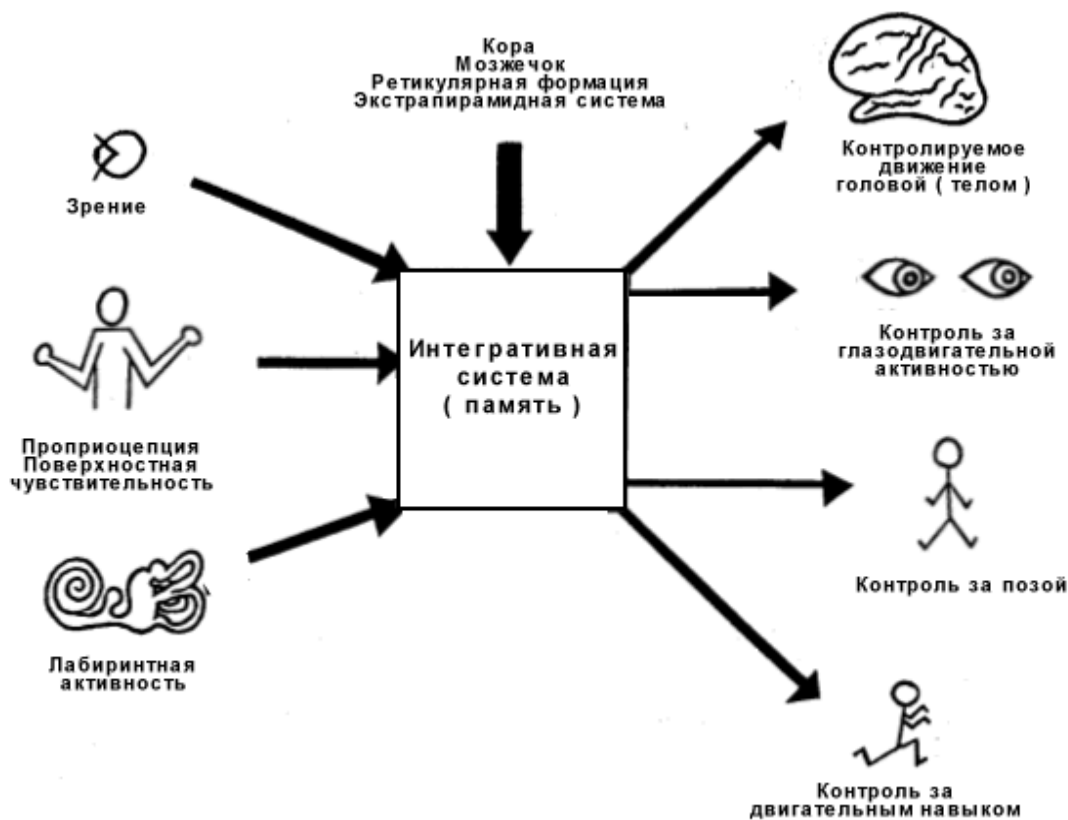 Кора
Мозжечок
Ретикулярная формация
Экстрапирамидная система
Зрение
Проприоцепция
Поверхностная
чувствительность
Лабиринтная
активность
Интегративная
система
( память )
Контролируемое
движение
головой ( телом )
Контроль за
глазодвигательной
активностью
Контроль за позой
Контроль за
двигательным навыком